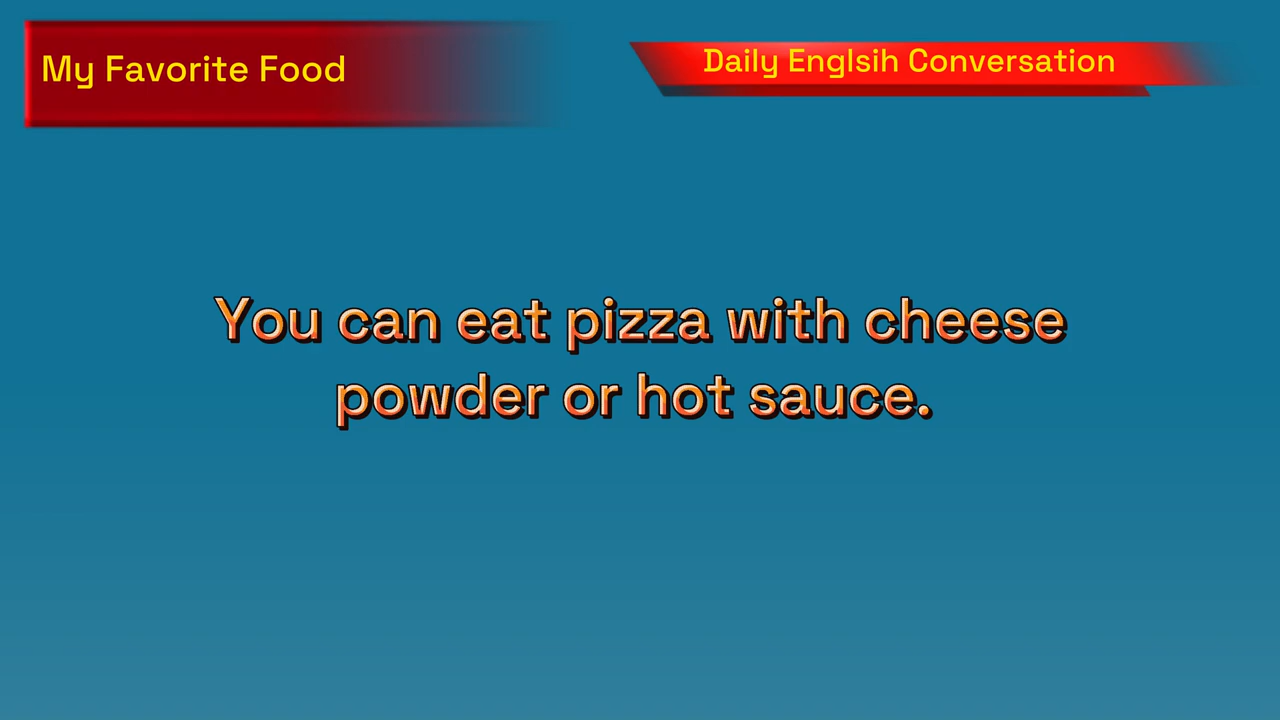 My Favorite Food
Daily Englsih Conversation
You can eat pizza with cheese
powder or hot sauce.